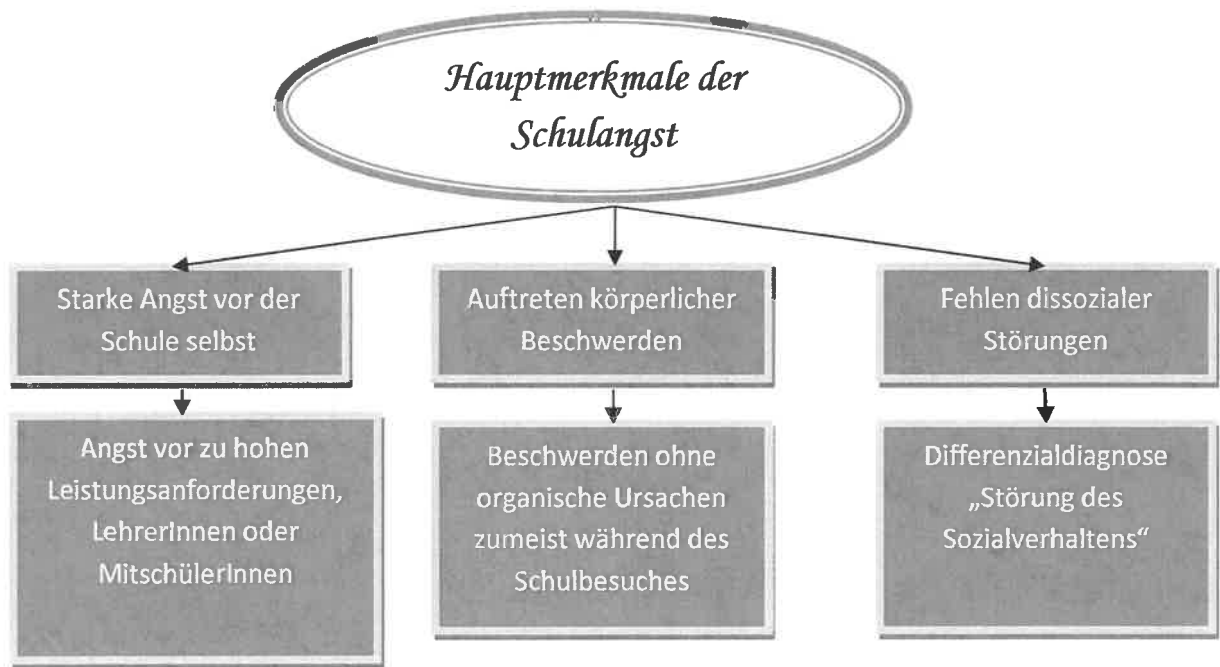 Hauptmerkmale der
Schulangst
Starke Angst vor der
Schule selbst
Auftreten körperlicher
Beschwerden
Fehlen dissozialer
Störungen
Angst vor zu hohen
Leistungsanforderungen,
LehrerInnen oder
MitschülerInnen
Beschwerden ohne
organische Ursachen
zumeist während des
Schulbesuches
Differenzialdiagnose
„Störung des
Sozialverhaltens“